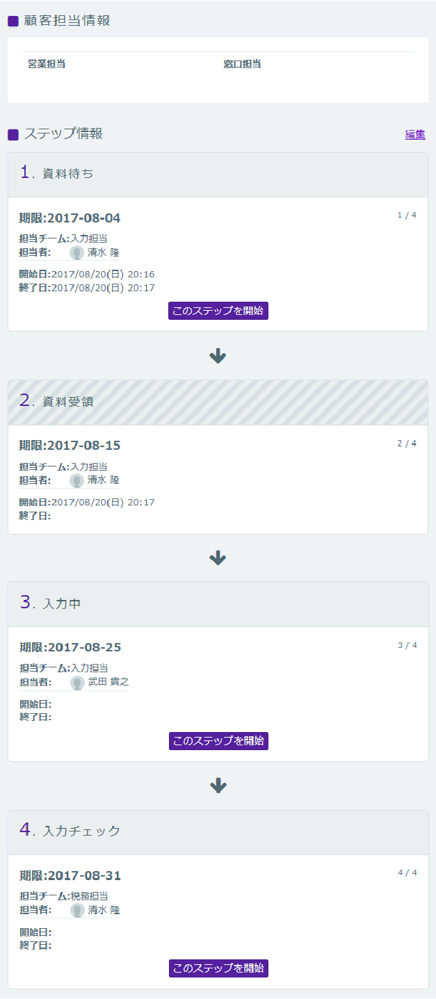 顧客担当情報
営業担当 窓口担当
ステップ情報 編集
1. 資料待ち
期限:2017-08-04 1 / 4
担当チーム:入力担当
担当者: 清水 隆
開始日:2017/08/20(日) 20:16
終了日:2017/08/20(日) 20:17
このステップを開始
2. 資料受領
期限:2017-08-15 2 / 4
担当チーム:入力担当
担当者: 清水 隆
開始日:2017/08/20(日) 20:17
終了日:
3. 入力中
期限:2017-08-25 3 / 4
担当チーム:入力担当
担当者: 武田 貴之
開始日:
終了日:
このステップを開始
4. 入力チェック
期限:2017-08-31 4 / 4
担当チーム:税務担当
担当者: 清水 隆
開始日:
終了日:
このステップを開始